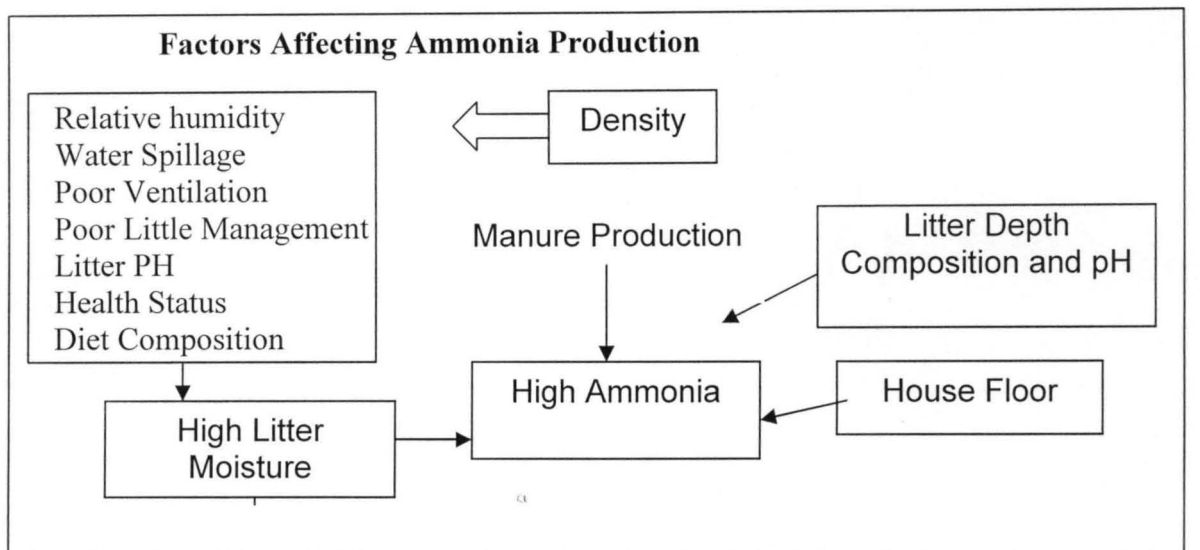 Factors Affecting Ammonia Production
Relative humidity
Water Spillage
Poor Ventilation
Poor Little Management
Litter PH
Health Status
Diet Composition
Density
Manure Production
Litter Depth
Composition and pH
High Ammonia
House Floor
High Litter
Moisture